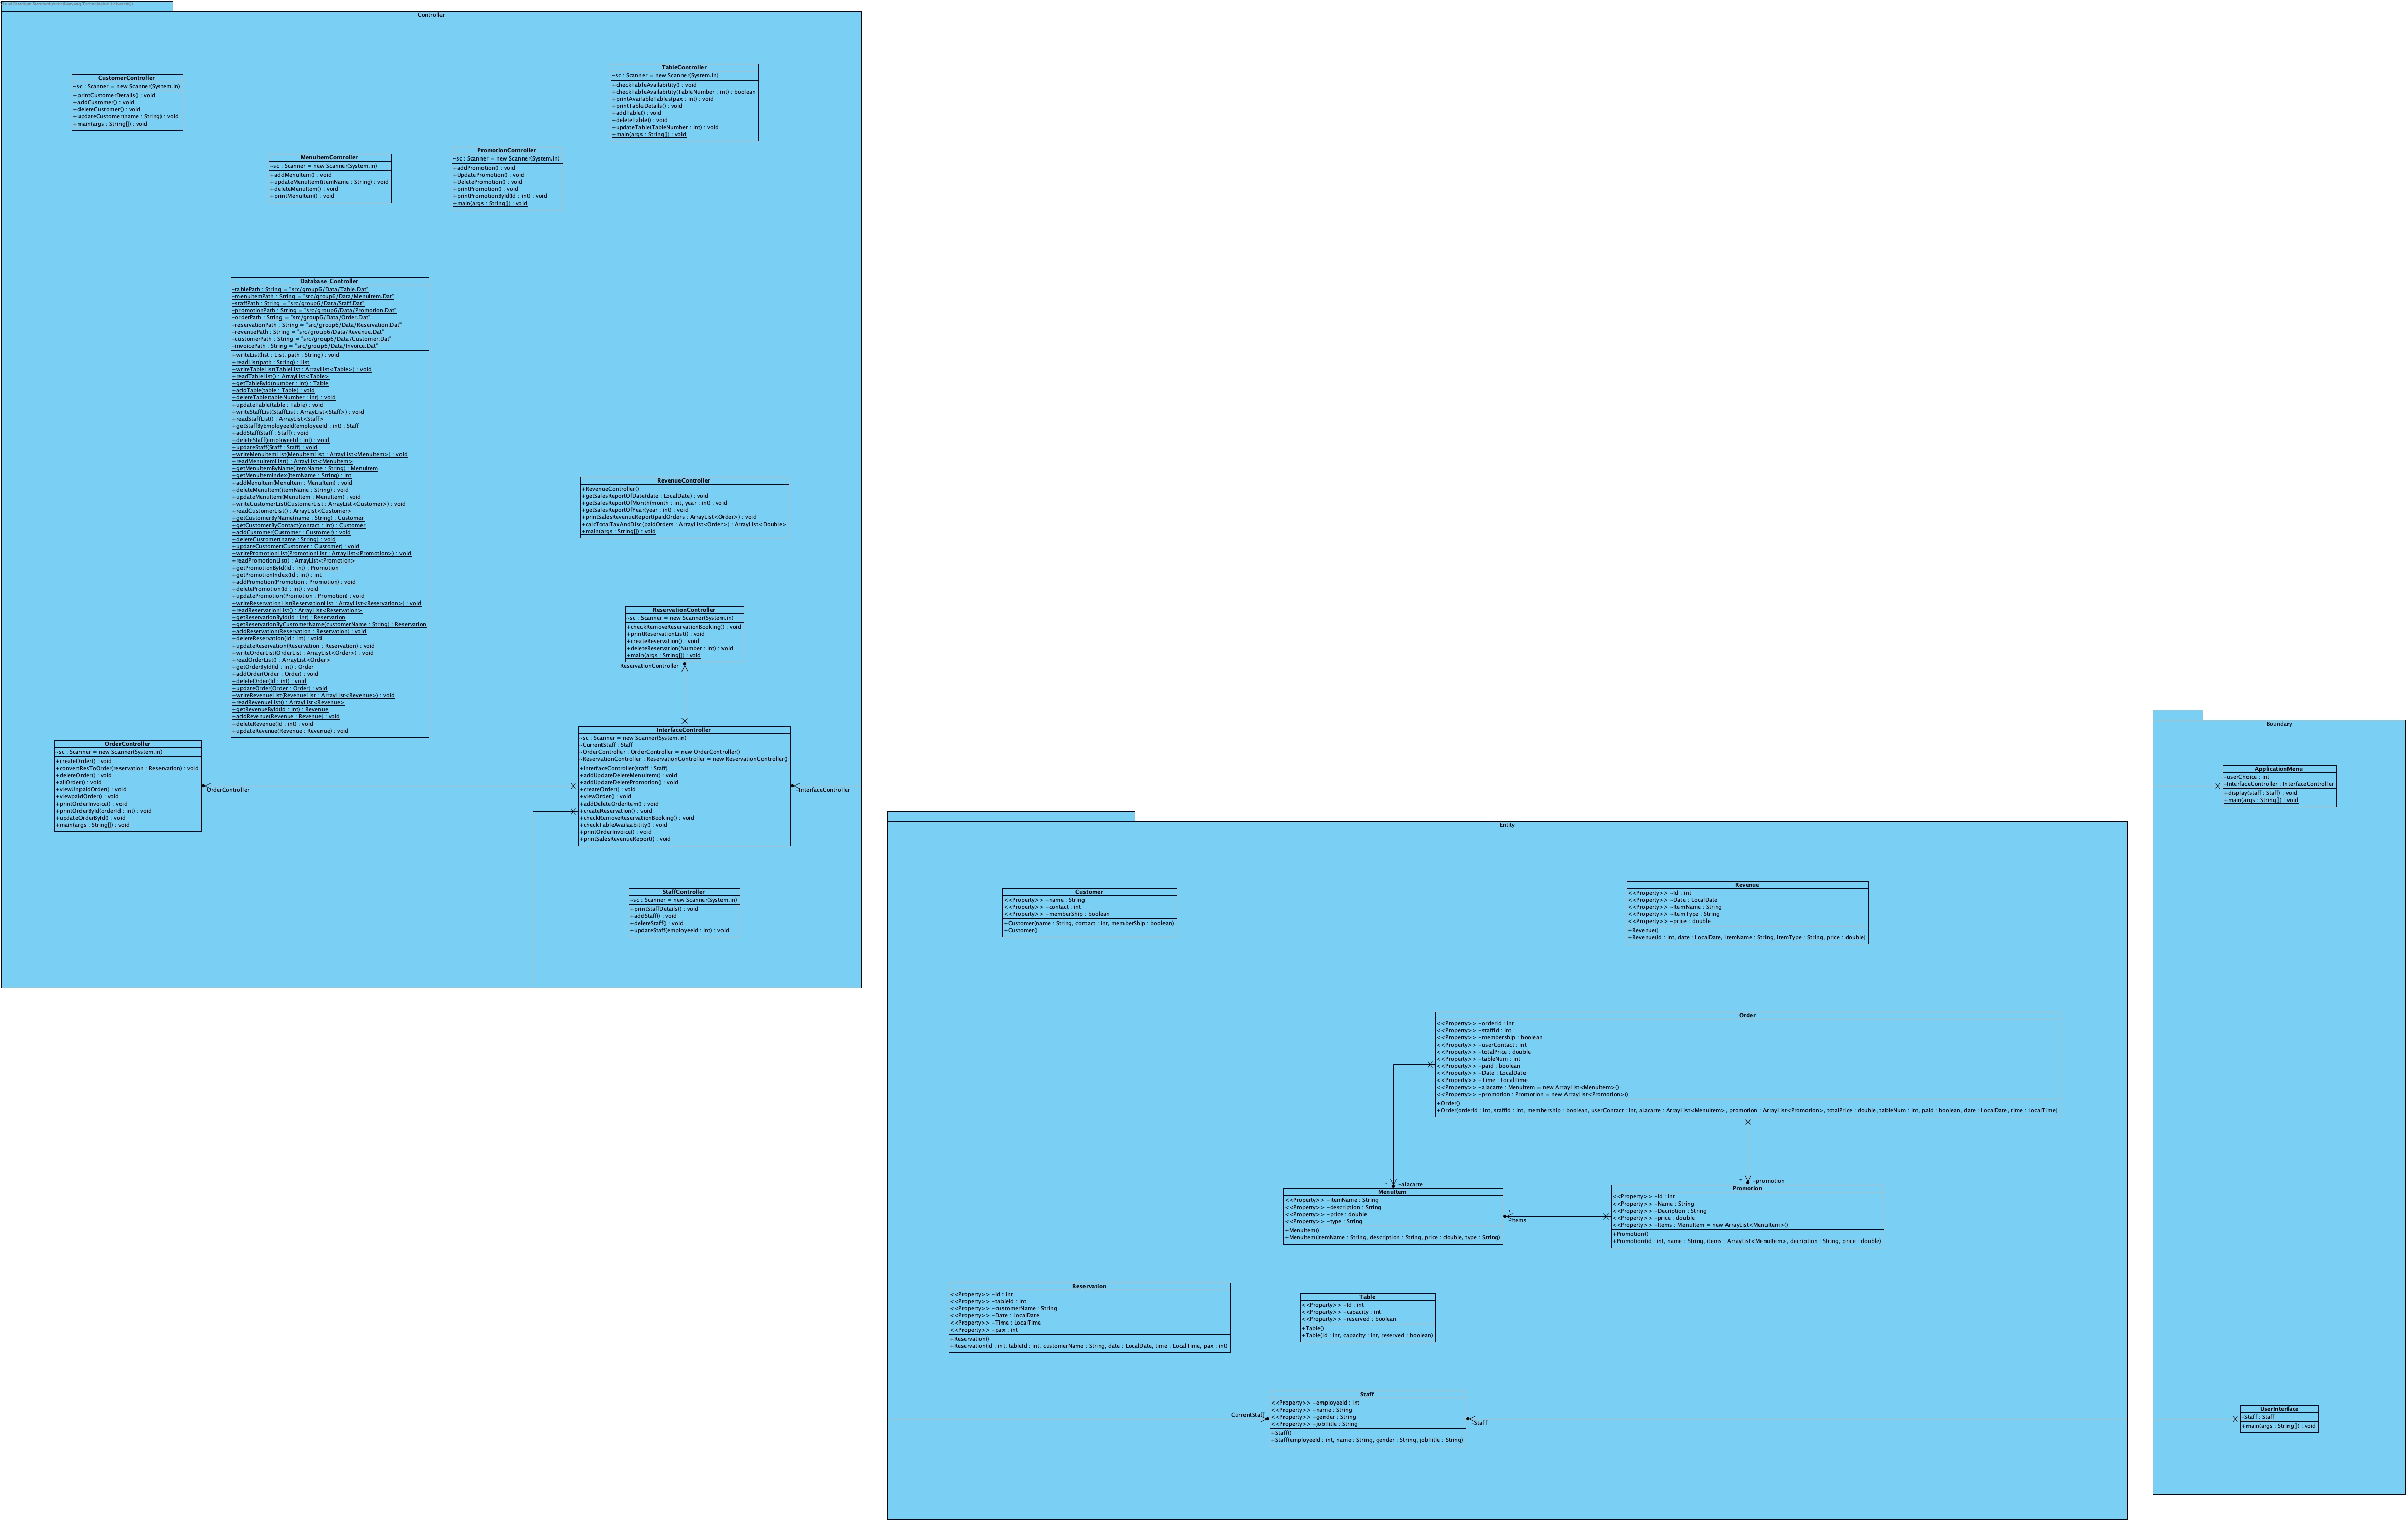 Controller
CustomerController
-sc : Scanner = new Scanner(System.in)
+printCustomerDetails() : void
+addCustomer() : void
+deleteCustomer() : void
+updateCustomer(name : String) : void
+main(args : String[]) : void
TableController
~sc : Scanner = new Scanner(System.in)
+checkTableAvailabitity() : void
+checkTableAvailabitity(TableNumber : int) : boolean
+printAvailableTables(pax : int) : void
+printTableDetails() : void
+addTable() : void
+deleteTable() : void
+updateTable(TableNumber : int) : void
+main(args : String[]) : void
MenuItemController
~sc : Scanner = new Scanner(System.in)
+addMenuItem() : void
+updateMenuItem(itemName : String) : void
+deleteMenuItem() : void
+printMenuItem() : void
PromotionController
~sc : Scanner = new Scanner(System.in)
+addPromotion() : void
+UpdatePromotion() : void
+DeletePromotion() : void
+printPromotion() : void
+printPromotionById(Id : int) : void
+main(args : String[]) : void
Database_Controller
-tablePath : String = "src/group6/Data/Table.Dat"
-menuItemPath : String = "src/group6/Data/MenuItem.Dat"
-staffPath : String = "src/group6/Data/Staff.Dat"
-promotionPath : String = "src/group6/Data/Promotion.Dat"
-orderPath : String = "src/group6/Data/Order.Dat"
-reservationPath : String = "src/group6/Data/Reservation.Dat"
-revenuePath : String = "src/group6/Data/Revenue.Dat"
-customerPath : String = "src/group6/Data/Customer.Dat"
-invoicePath : String = "src/group6/Data/Invoice.Dat"
+writeList(list : List, path : String) : void
+readList(path : String) : List
+writeTableList(TableList : ArrayList<Table>) : void
+readTableList() : ArrayList<Table>
+getTableById(number : int) : Table
+addTable(table : Table) : void
+deleteTable(tableNumber : int) : void
+updateTable(table : Table) : void
+writeStaffList(StaffList : ArrayList<Staff>) : void
+readStaffList() : ArrayList<Staff>
+getStaffByEmployeeId(employeeId : int) : Staff
+addStaff(Staff : Staff) : void
+deleteStaff(employeeId : int) : void
+updateStaff(Staff : Staff) : void
+writeMenuItemList(MenuItemList : ArrayList<MenuItem>) : void
+readMenuItemList() : ArrayList<MenuItem>
+getMenuItemByName(itemName : String) : MenuItem
+getMenuItemIndex(itemName : String) : int
+addMenuItem(MenuItem : MenuItem) : void
+deleteMenuItem(itemName : String) : void
+updateMenuItem(MenuItem : MenuItem) : void
+writeCustomerList(CustomerList : ArrayList<Customer>) : void
+readCustomerList() : ArrayList<Customer>
+getCustomerByName(name : String) : Customer
+getCustomerByContact(contact : int) : Customer
+addCustomer(Customer : Customer) : void
+deleteCustomer(name : String) : void
+updateCustomer(Customer : Customer) : void
+writePromotionList(PromotionList : ArrayList<Promotion>) : void
+readPromotionList() : ArrayList<Promotion>
+getPromotionById(Id : int) : Promotion
+getPromotionIndex(id : int) : int
+addPromotion(Promotion : Promotion) : void
+deletePromotion(Id : int) : void
+updatePromotion(Promotion : Promotion) : void
+writeReservationList(ReservationList : ArrayList<Reservation>) : void
+readReservationList() : ArrayList<Reservation>
+getReservationById(Id : int) : Reservation
+getReservationByCustomerName(customerName : String) : Reservation
+addReservation(Reservation : Reservation) : void
+deleteReservation(Id : int) : void
+updateReservation(Reservation : Reservation) : void
+writeOrderList(OrderList : ArrayList<Order>) : void
+readOrderList() : ArrayList<Order>
+getOrderById(Id : int) : Order
+addOrder(Order : Order) : void
+deleteOrder(Id : int) : void
+updateOrder(Order : Order) : void
+writeRevenueList(RevenueList : ArrayList<Revenue>) : void
+readRevenueList() : ArrayList<Revenue>
+getRevenueById(Id : int) : Revenue
+addRevenue(Revenue : Revenue) : void
+deleteRevenue(id : int) : void
+updateRevenue(Revenue : Revenue) : void
RevenueController
+RevenueController()
+getSalesReportOfDate(date : LocalDate) : void
+getSalesReportOfMonth(month : int, year : int) : void
+getSalesReportOfYear(year : int) : void
+printSalesRevenueReport(paidOrders : ArrayList<Order>) : void
+calcTotalTaxAndDisc(paidOrders : ArrayList<Order>) : ArrayList<Double>
+main(args : String[]) : void
ReservationController
~sc : Scanner = new Scanner(System.in)
+checkRemoveReservationBooking() : void
+printReservationList() : void
+createReservation() : void
+deleteReservation(Number : int) : void
+main(args : String[]) : void
ReservationController
InterfaceController
~sc : Scanner = new Scanner(System.in)
~CurrentStaff : Staff
~OrderController : OrderController = new OrderController()
~ReservationController : ReservationController = new ReservationController()
+InterfaceController(staff : Staff)
+addUpdateDeleteMenuItem() : void
+addUpdateDeletePromotion() : void
+createOrder() : void
+viewOrder() : void
+addDeleteOrderItem() : void
+createReservation() : void
+checkRemoveReservationBooking() : void
+checkTableAvailaabitity() : void
+printOrderInvoice() : void
+printSalesRevenueReport() : void
OrderController
~sc : Scanner = new Scanner(System.in)
+createOrder() : void
+convertResToOrder(reservation : Reservation) : void
+deleteOrder() : void
+allOrder() : void
+viewUnpaidOrder() : void
+viewpaidOrder() : void
+printOrderInvoice() : void
+printOrderById(orderId : int) : void
+updateOrderById() : void
+main(args : String[]) : void
OrderController
-InterfaceController
StaffController
~sc : Scanner = new Scanner(System.in)
+printStaffDetails() : void
+addStaff() : void
+deleteStaff() : void
+updateStaff(employeeId : int) : void
Boundary
ApplicationMenu
-userChoice : int
-InterfaceController : InterfaceController
+display(staff : Staff) : void
+main(args : String[]) : void
Entity
Customer
<<Property>> -name : String
<<Property>> -contact : int
<<Property>> -memberShip : boolean
+Customer(name : String, contact : int, memberShip : boolean)
+Customer()
Revenue
<<Property>> ~Id : int
<<Property>> ~Date : LocalDate
<<Property>> ~ItemName : String
<<Property>> ~ItemType : String
<<Property>> ~price : double
+Revenue()
+Revenue(id : int, date : LocalDate, itemName : String, itemType : String, price : double)
Order
<<Property>> -orderId : int
<<Property>> -staffId : int
<<Property>> -membership : boolean
<<Property>> -userContact : int
<<Property>> -totalPrice : double
<<Property>> -tableNum : int
<<Property>> -paid : boolean
<<Property>> -Date : LocalDate
<<Property>> -Time : LocalTime
<<Property>> -alacarte : MenuItem = new ArrayList<MenuItem>()
<<Property>> -promotion : Promotion = new ArrayList<Promotion>()
+Order()
+Order(orderId : int, staffId : int, membership : boolean, userContact : int, alacarte : ArrayList<MenuItem>, promotion : ArrayList<Promotion>, totalPrice : double, tableNum : int, paid : boolean, date : LocalDate, time : LocalTime)
* -alacarte
* -promotion
MenuItem
<<Property>> -itemName : String
<<Property>> -description : String
<<Property>> -price : double
<<Property>> -type : String
+MenuItem()
+MenuItem(itemName : String, description : String, price : double, type : String)
*
-Items
Promotion
<<Property>> -Id : int
<<Property>> -Name : String
<<Property>> -Decription : String
<<Property>> -price : double
<<Property>> -Items : MenuItem = new ArrayList<MenuItem>()
+Promotion()
+Promotion(id : int, name : String, items : ArrayList<MenuItem>, decription : String, price : double)
Reservation
<<Property>> -Id : int
<<Property>> -tableId : int
<<Property>> -customerName : String
<<Property>> -Date : LocalDate
<<Property>> -Time : LocalTime
<<Property>> -pax : int
+Reservation()
+Reservation(id : int, tableId : int, customerName : String, date : LocalDate, time : LocalTime, pax : int)
Table
<<Property>> -Id : int
<<Property>> -capacity : int
<<Property>> -reserved : boolean
+Table()
+Table(id : int, capacity : int, reserved : boolean)
Staff
<<Property>> -employeeId : int
<<Property>> -name : String
<<Property>> -gender : String
<<Property>> -jobTitle : String
+Staff()
+Staff(employeeId : int, name : String, gender : String, jobTitle : String)
CurrentStaff
-Staff
UserInterface
-Staff : Staff
+main(args : String[]) : void